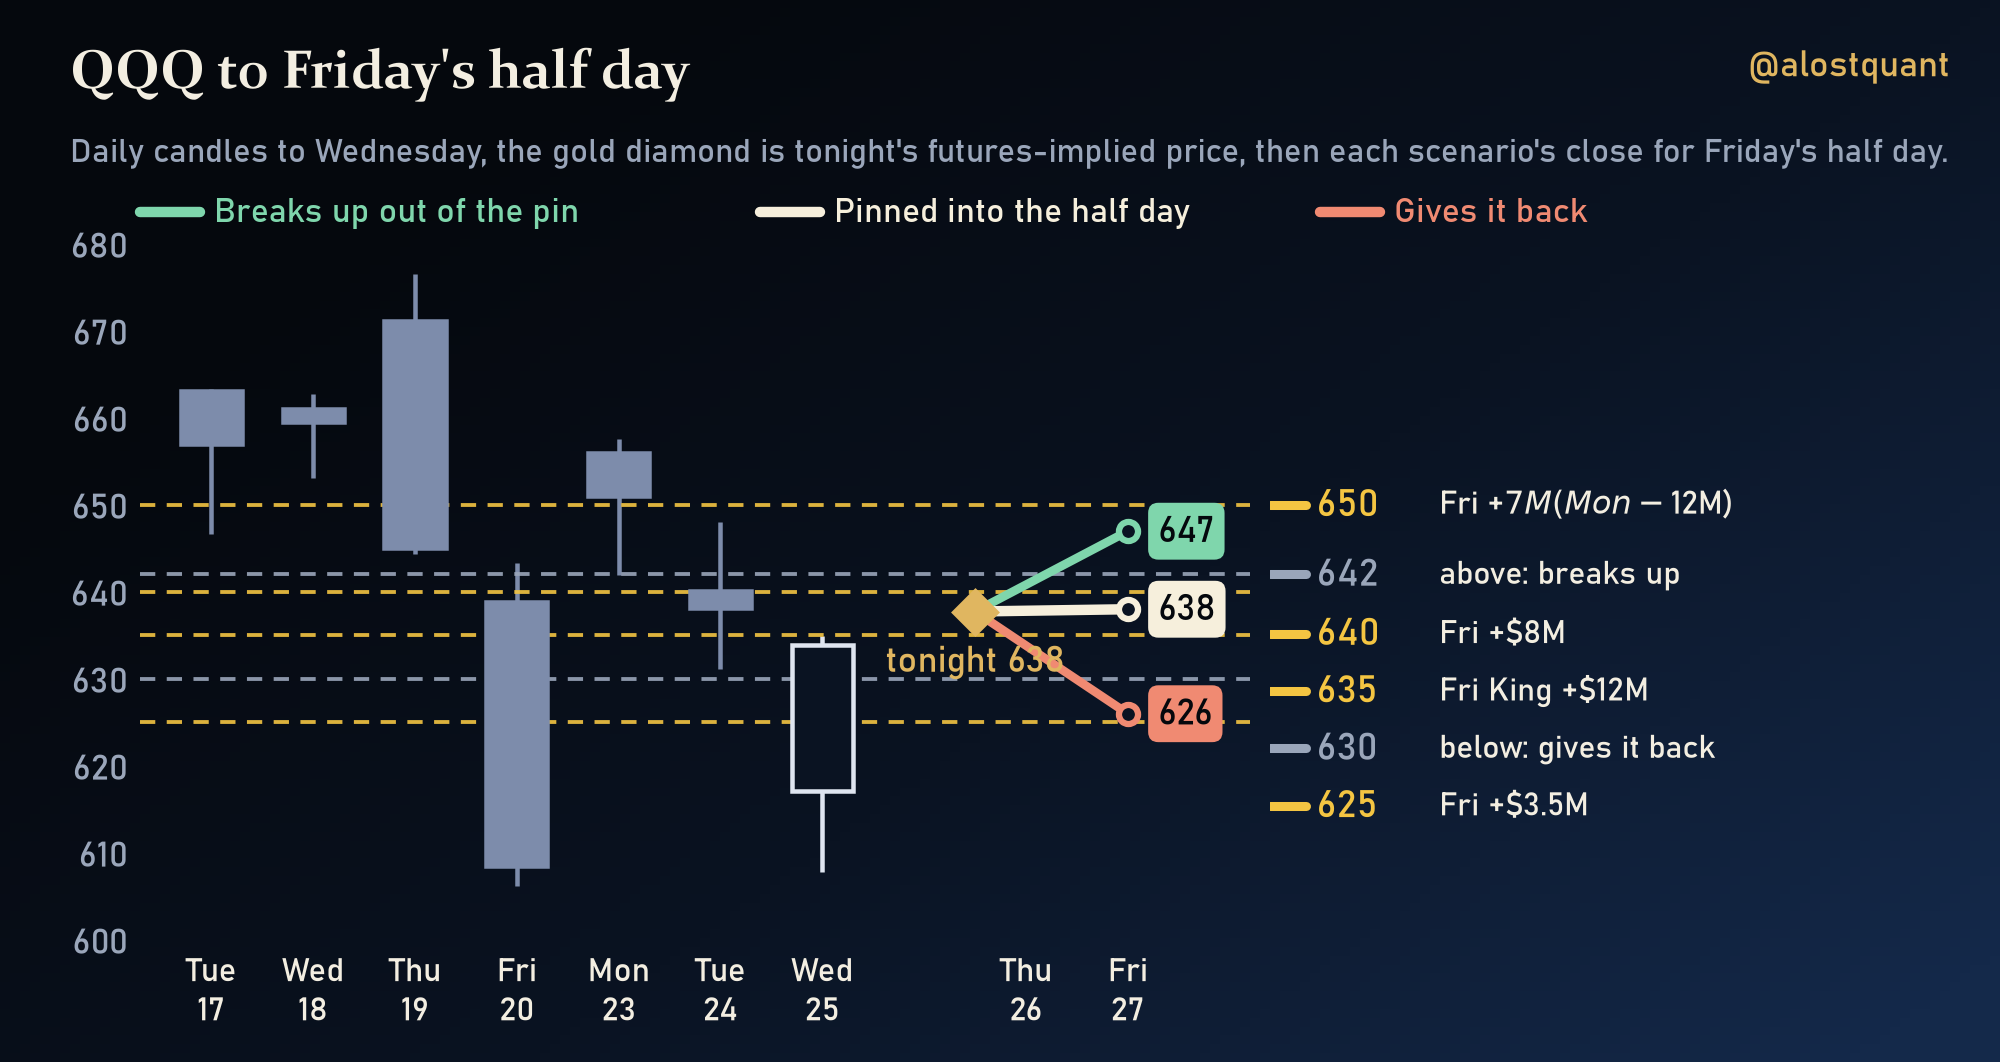 QQQ to Friday's half day
@alostquant
Daily candles to Wednesday, the gold diamond is tonight's futures-implied price, then each scenario's close for Friday's half day.
Breaks up out of the pin
Pinned into the half day
Gives it back
680
670
660
650
640
630
620
610
600
647
638
626
tonight 638
650 Fri +7M(Mon − 12M)
642 above: breaks up
640 Fri +$8M
635 Fri King +$12M
630 below: gives it back
625 Fri +$3.5M
Tue Wed Thu Fri Mon Tue Wed Thu Fri
17 18 19 20 23 24 25 26 27